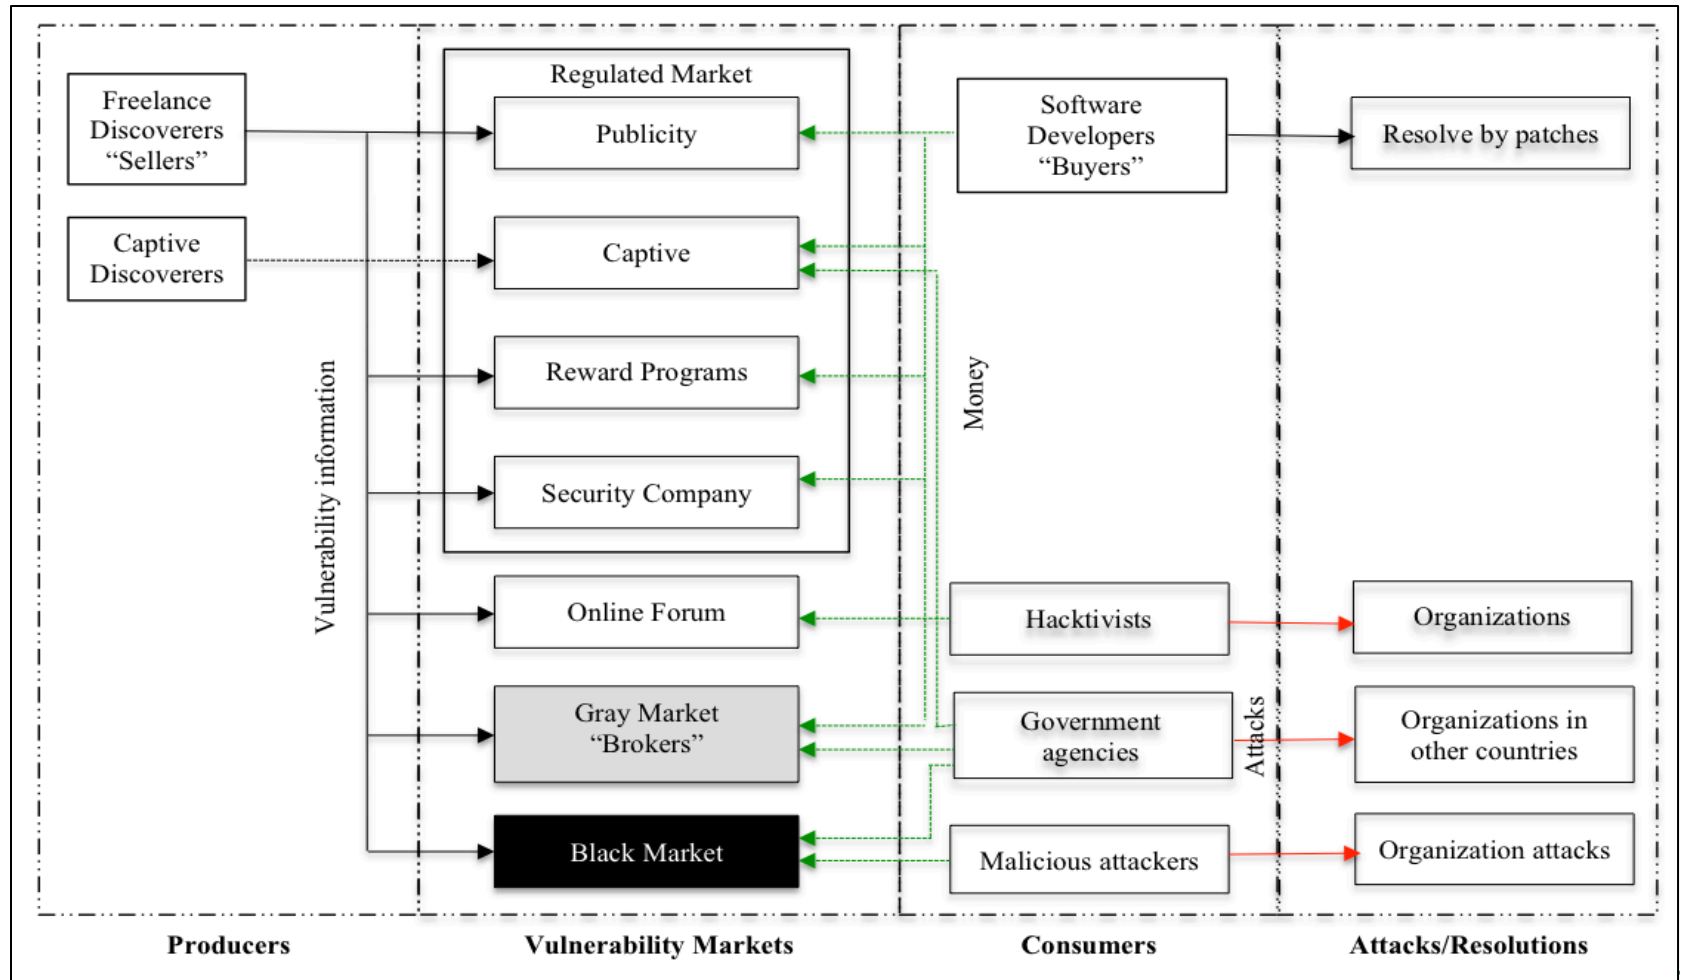 Freelance
Discoverers
“Sellers”
Captive
Discoverers
Vulnerability information
Regulated Market
Publicity
Captive
Reward Programs
Security Company
Online Forum
Gray Market
“Brokers”
Black Market
Money
Software
Developers
“Buyers”
Hacktivists
Government
agencies
Malicious attackers
Attacks
Resolve by patches
Organizations
Organizations in
other countries
Organization attacks
Producers
Vulnerability Markets
Consumers
Attacks/Resolutions